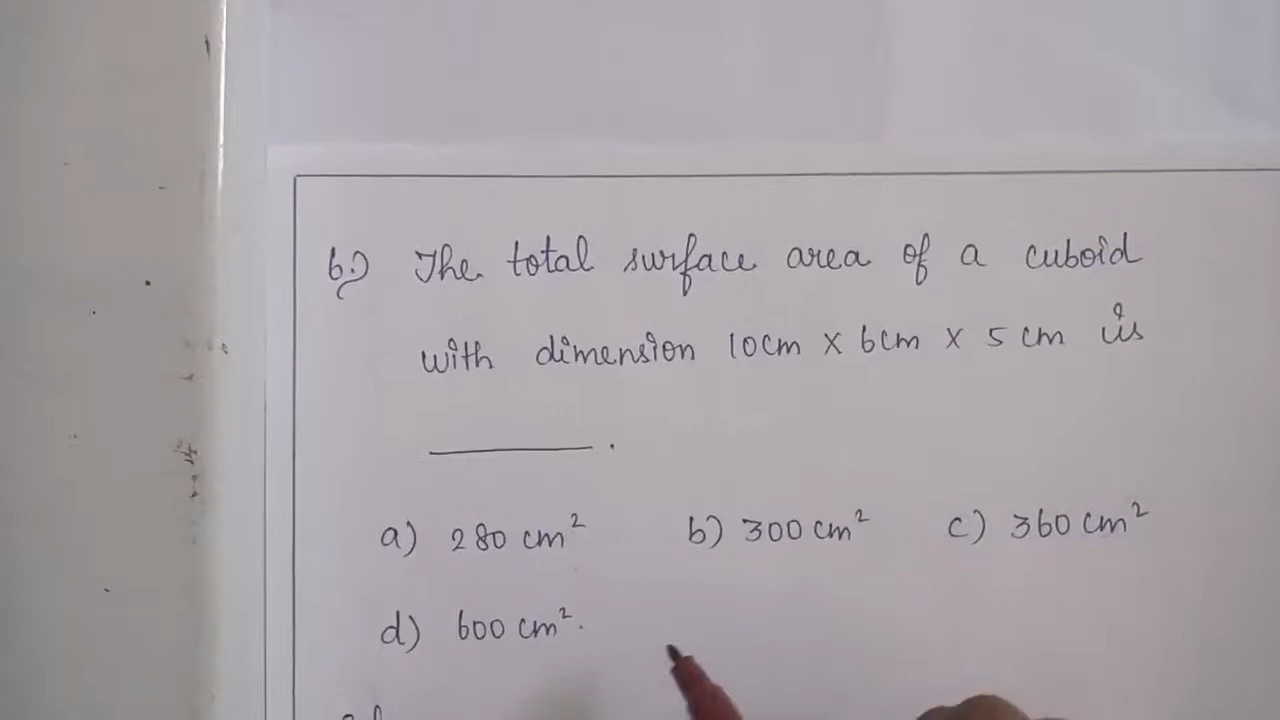 6.) The total surface area of a cuboid
with dimension 10cm x 6cm x 5 cm is
________ .
a) 280 cm² b) 300 cm² c) 360 cm²
d) 600 cm².